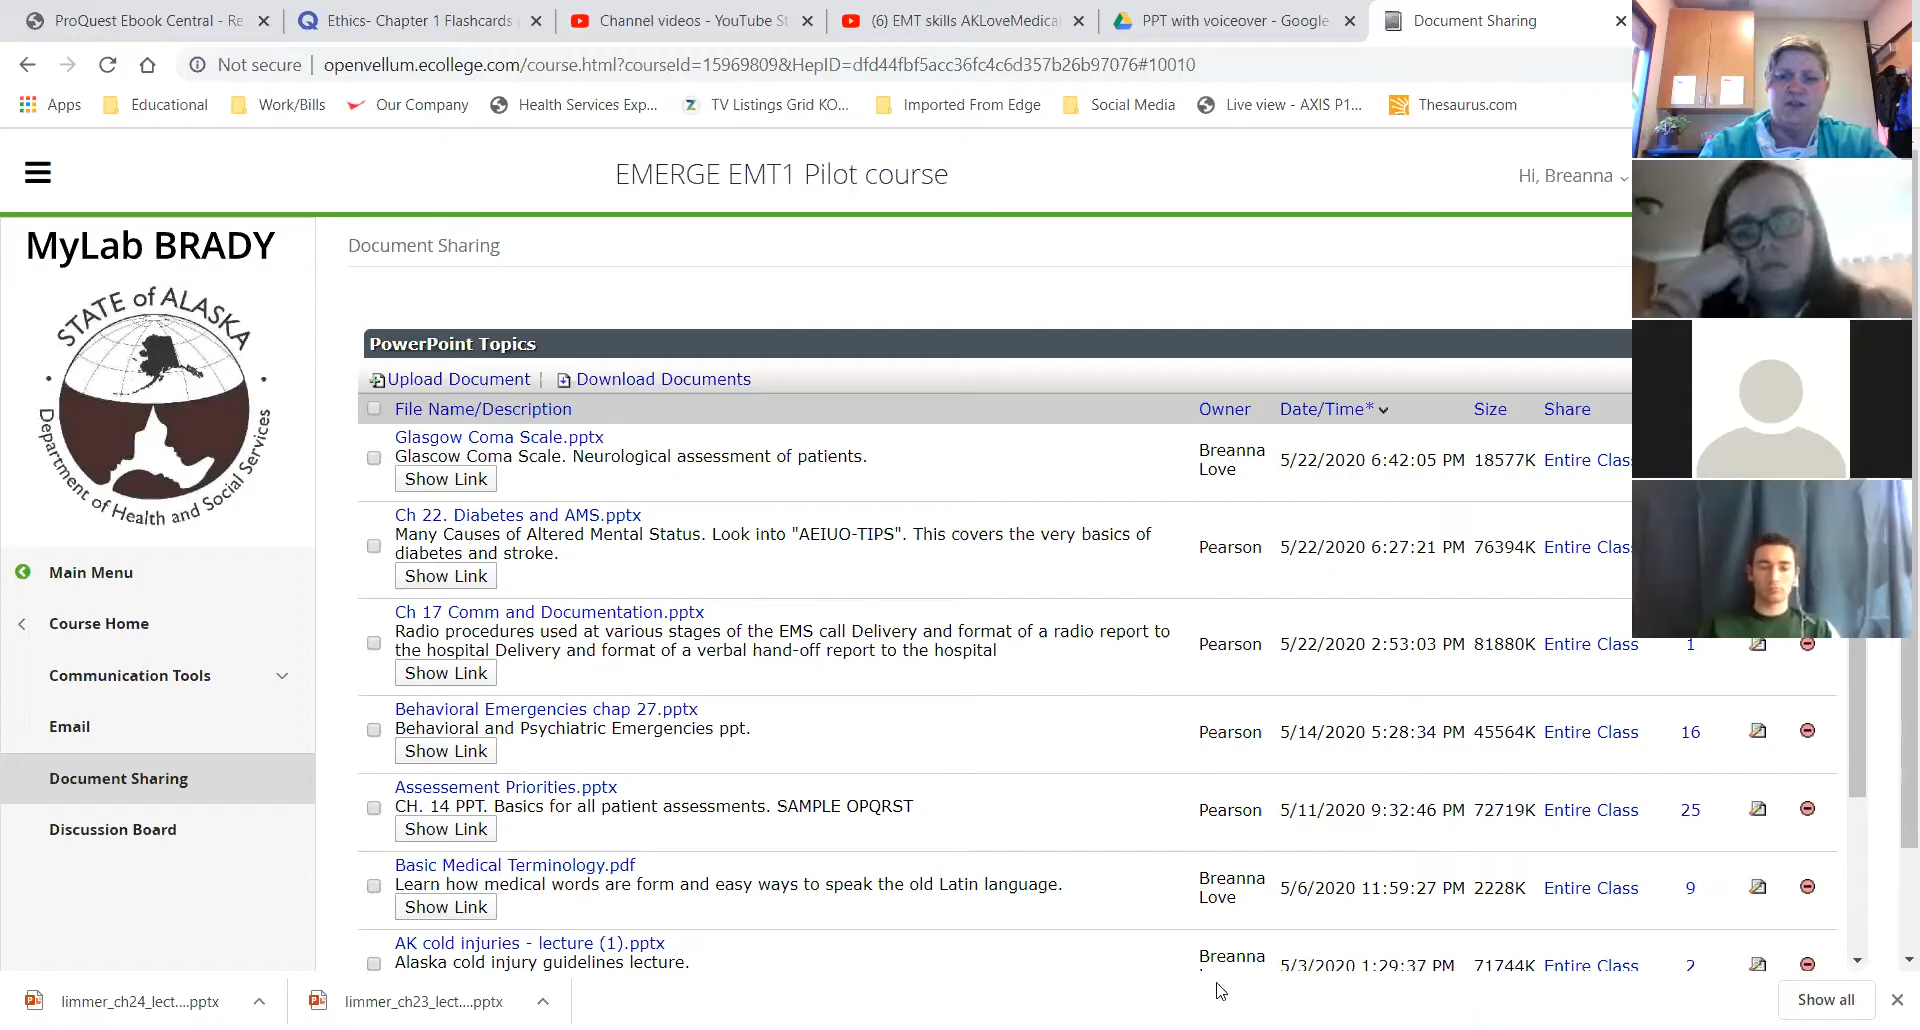 ProQuest Ebook Central - Re
Ethics- Chapter 1 Flashcards
Channel videos - YouTube St
(6) EMT skills AKLoveMedica
PPT with voiceover - Google
Document Sharing
Not secure | openvellum.ecollege.com/course.html?courseId=15969809&HepID=dfd44fbf5acc36fc4c6d357b26b97076#10010
Apps
Educational
Work/Bills
Our Company
Health Services Exp...
TV Listings Grid KO...
Imported From Edge
Social Media
Live view - AXIS P1...
Thesaurus.com
EMERGE EMT1 Pilot course
Hi, Breanna
MyLab BRADY
STATE of ALASKA
Department of Health and Social Services
Main Menu
Course Home
Communication Tools
Email
Document Sharing
Discussion Board
Document Sharing
PowerPoint Topics
Upload Document | Download Documents
File Name/Description Owner Date/Time* Size Share
Glasgow Coma Scale.pptx
Glascow Coma Scale. Neurological assessment of patients.
Show Link
Breanna
Love
5/22/2020 6:42:05 PM 18577K Entire Class
Ch 22. Diabetes and AMS.pptx
Many Causes of Altered Mental Status. Look into "AEIUO-TIPS". This covers the very basics of
diabetes and stroke.
Show Link
Pearson 5/22/2020 6:27:21 PM 76394K Entire Class
Ch 17 Comm and Documentation.pptx
Radio procedures used at various stages of the EMS call Delivery and format of a radio report to
the hospital Delivery and format of a verbal hand-off report to the hospital
Show Link
Pearson 5/22/2020 2:53:03 PM 81880K Entire Class 1
Behavioral Emergencies chap 27.pptx
Behavioral and Psychiatric Emergencies ppt.
Show Link
Pearson 5/14/2020 5:28:34 PM 45564K Entire Class 16
Assessement Priorities.pptx
CH. 14 PPT. Basics for all patient assessments. SAMPLE OPQRST
Show Link
Pearson 5/11/2020 9:32:46 PM 72719K Entire Class 25
Basic Medical Terminology.pdf
Learn how medical words are form and easy ways to speak the old Latin language.
Show Link
Breanna
Love
5/6/2020 11:59:27 PM 2228K Entire Class 9
AK cold injuries - lecture (1).pptx
Alaska cold injury guidelines lecture.
Breanna
5/3/2020 1:29:37 PM 71744K Entire Class 2
limmer_ch24_lect....pptx
limmer_ch23_lect....pptx
Show all